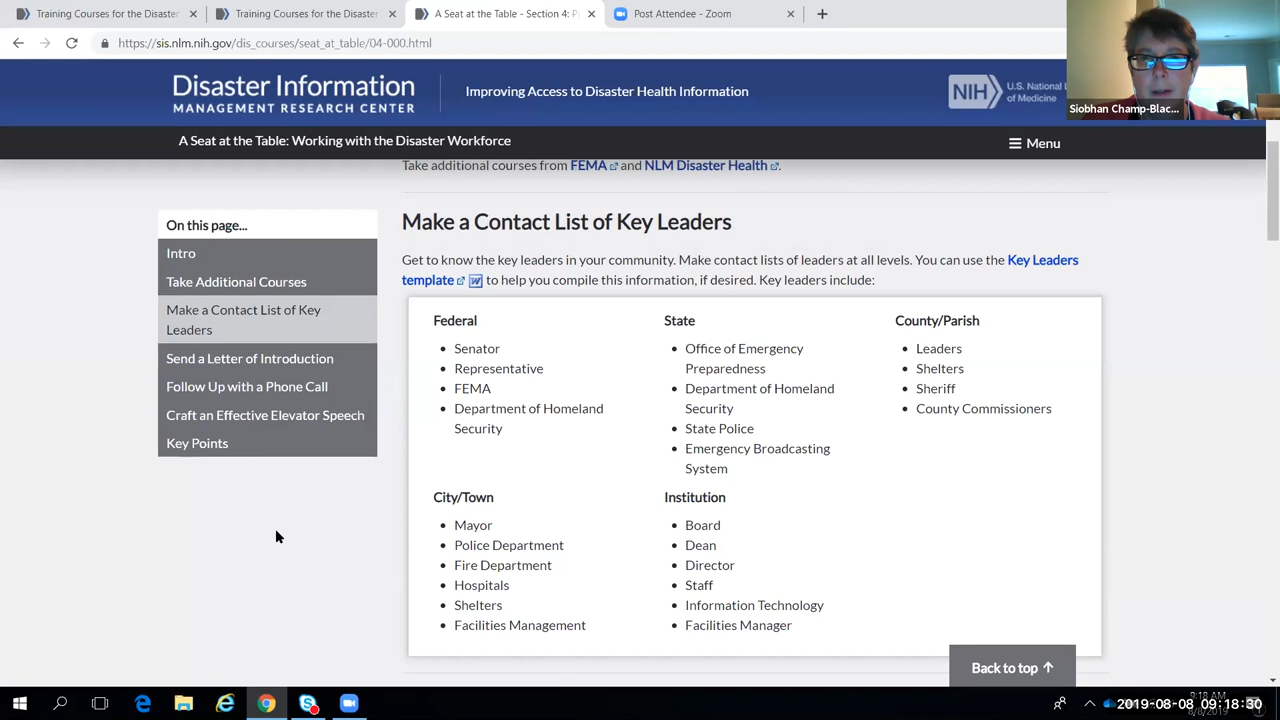 Training Courses for the Disaster
Training Courses for the Disaster
A Seat at the Table - Section 4: P
Post Attendee - Zoom
https://sis.nlm.nih.gov/dis_courses/seat_at_table/04-000.html
Siobhan Champ-Blac...
Disaster Information
MANAGEMENT RESEARCH CENTER
Improving Access to Disaster Health Information
NIH
U.S. National
of Medicine
A Seat at the Table: Working with the Disaster Workforce
Menu
Take additional courses from FEMA and NLM Disaster Health.
On this page...
Intro
Take Additional Courses
Make a Contact List of Key
Leaders
Send a Letter of Introduction
Follow Up with a Phone Call
Craft an Effective Elevator Speech
Key Points
Make a Contact List of Key Leaders
Get to know the key leaders in your community. Make contact lists of leaders at all levels. You can use the Key Leaders
template to help you compile this information, if desired. Key leaders include:
Federal
Senator
Representative
FEMA
Department of Homeland
Security
State
Office of Emergency
Preparedness
Department of Homeland
Security
State Police
Emergency Broadcasting
System
County/Parish
Leaders
Shelters
Sheriff
County Commissioners
City/Town
Mayor
Police Department
Fire Department
Hospitals
Shelters
Facilities Management
Institution
Board
Dean
Director
Staff
Information Technology
Facilities Manager
Back to top
9:18 AM
2019-08-08 09:18:30
8/8/2019